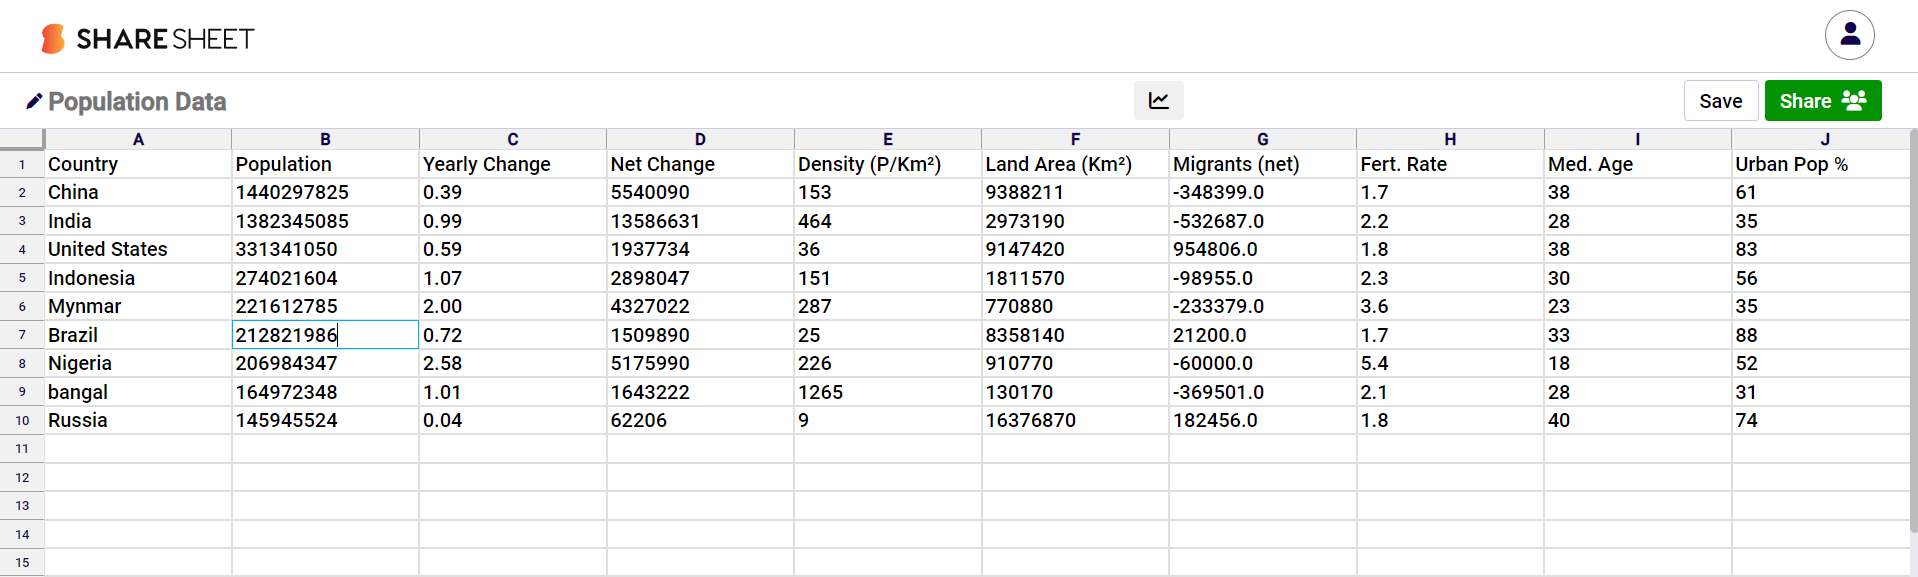 SHARE SHEET
Population Data
Save
Share
A B C D E F G H I J
1 Country Population Yearly Change Net Change Density (P/Km²) Land Area (Km²) Migrants (net) Fert. Rate Med. Age Urban Pop %
2 China 1440297825 0.39 5540090 153 9388211 -348399.0 1.7 38 61
3 India 1382345085 0.99 13586631 464 2973190 -532687.0 2.2 28 35
4 United States 331341050 0.59 1937734 36 9147420 954806.0 1.8 38 83
5 Indonesia 274021604 1.07 2898047 151 1811570 -98955.0 2.3 30 56
6 Mynmar 221612785 2.00 4327022 287 770880 -233379.0 3.6 23 35
7 Brazil 212821986 0.72 1509890 25 8358140 21200.0 1.7 33 88
8 Nigeria 206984347 2.58 5175990 226 910770 -60000.0 5.4 18 52
9 bangal 164972348 1.01 1643222 1265 130170 -369501.0 2.1 28 31
10 Russia 145945524 0.04 62206 9 16376870 182456.0 1.8 40 74
11
12
13
14
15